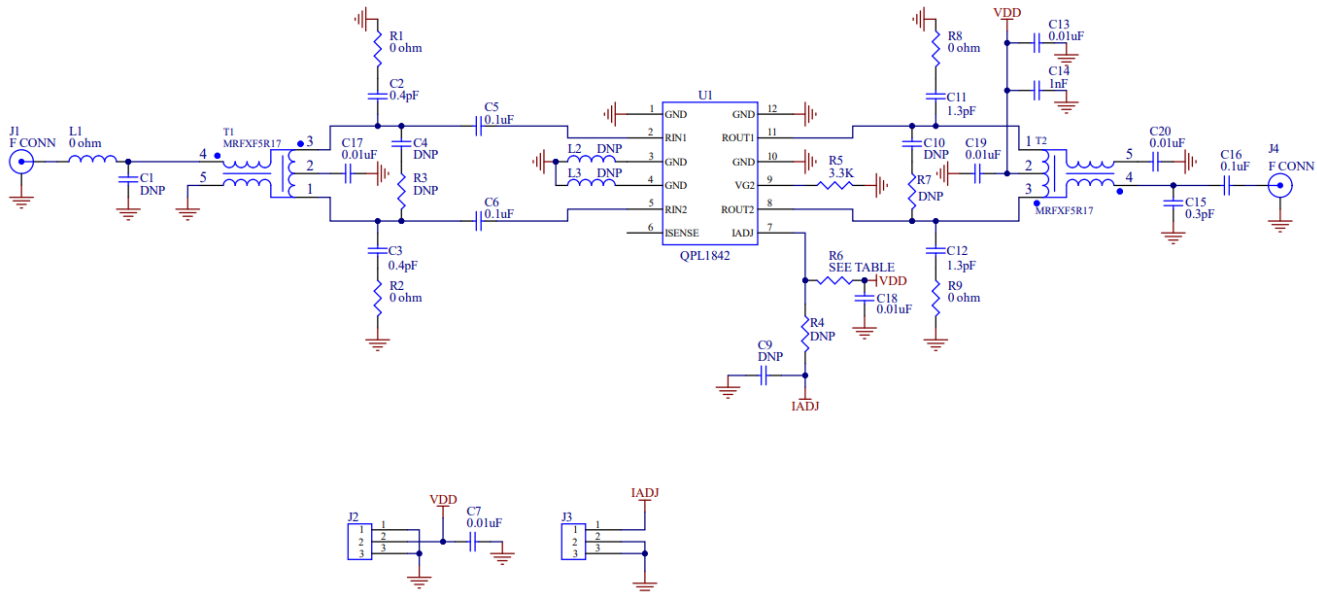 J1
F CONN
L1
0 ohm
C1
DNP
T1
MRFXF5R17
4
5
3
2
1
R1
0 ohm
C2
0.4pF
C17
0.01uF
C4
DNP
R3
DNP
C3
0.4pF
R2
0 ohm
C5
0.1uF
C6
0.1uF
L2 DNP
L3 DNP
U1
1 GND
2 RIN1
3 GND
4 GND
5 RIN2
6 ISENSE
GND 12
ROUT1 11
GND 10
VG2 9
ROUT2 8
IADJ 7
QPL1842
R5
3.3K
R6
SEE TABLE
VDD
C18
0.01uF
R4
DNP
C9
DNP
IADJ
R8
0 ohm
C11
1.3pF
C10
DNP
R7
DNP
C19
0.01uF
C12
1.3pF
R9
0 ohm
VDD
C13
0.01uF
C14
1nF
1
2
3
T2
MRFXF5R17
5
4
C20
0.01uF
C15
0.3pF
C16
0.1uF
J4
F CONN
J2
1 1
2 2
3 3
VDD
C7
0.01uF
J3
1 1
2 2
3 3
IADJ